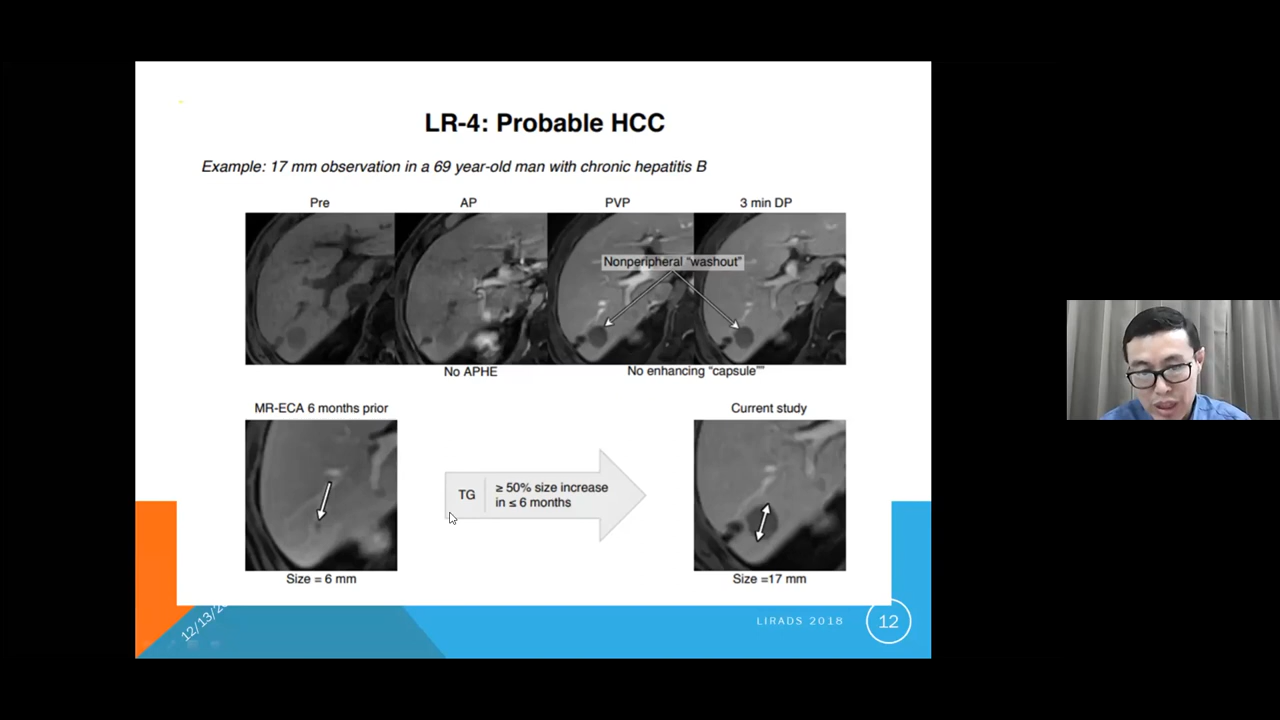 LR-4: Probable HCC
Example: 17 mm observation in a 69 year-old man with chronic hepatitis B
Pre
AP
PVP
3 min DP
Nonperipheral “washout”
No APHE
No enhancing “capsule””
MR-ECA 6 months prior
Current study
TG
≥ 50% size increase
in ≤ 6 months
Size = 6 mm
Size =17 mm
LIRADS 2018
12